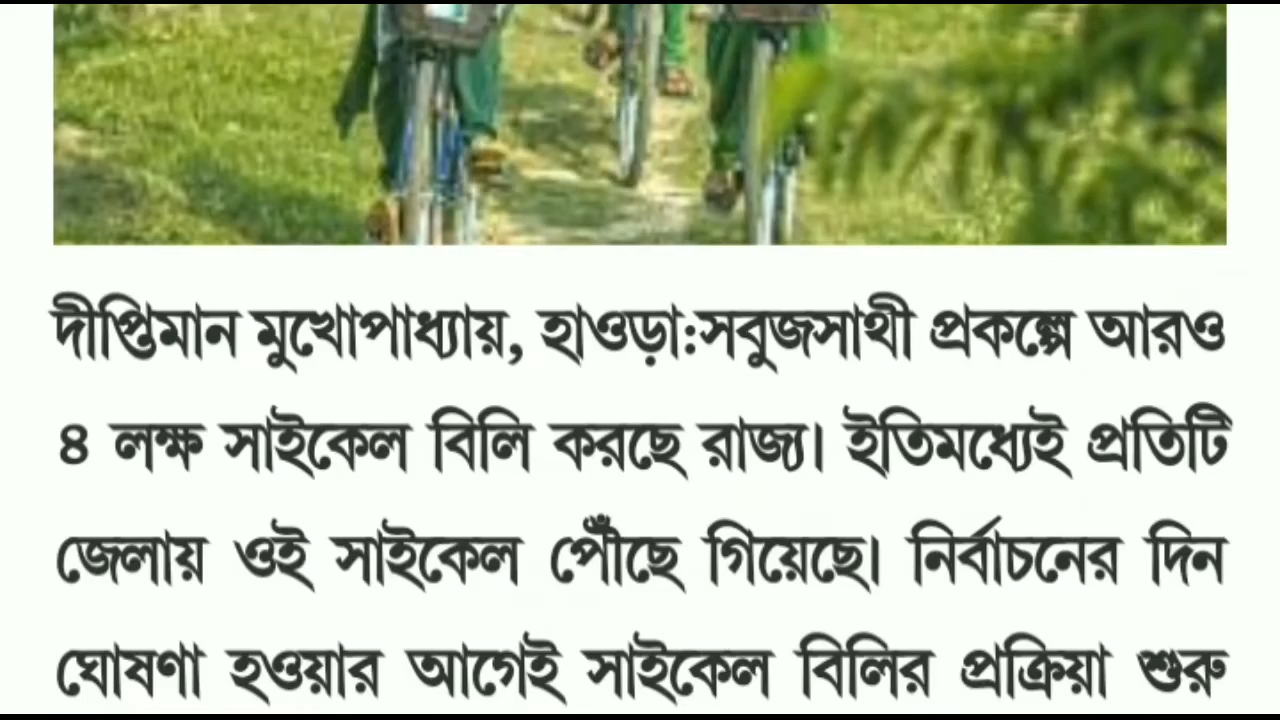 দীপ্তিমান মুখোপাধ্যায়, হাওড়া:সবুজসাথী প্রকল্পে আরও
৪ লক্ষ সাইকেল বিলি করছে রাজ্য। ইতিমধ্যেই প্রতিটি
জেলায় ওই সাইকেল পৌঁছে গিয়েছে। নির্বাচনের দিন
ঘোষণা হওয়ার আগেই সাইকেল বিলির প্রক্রিয়া শুরু